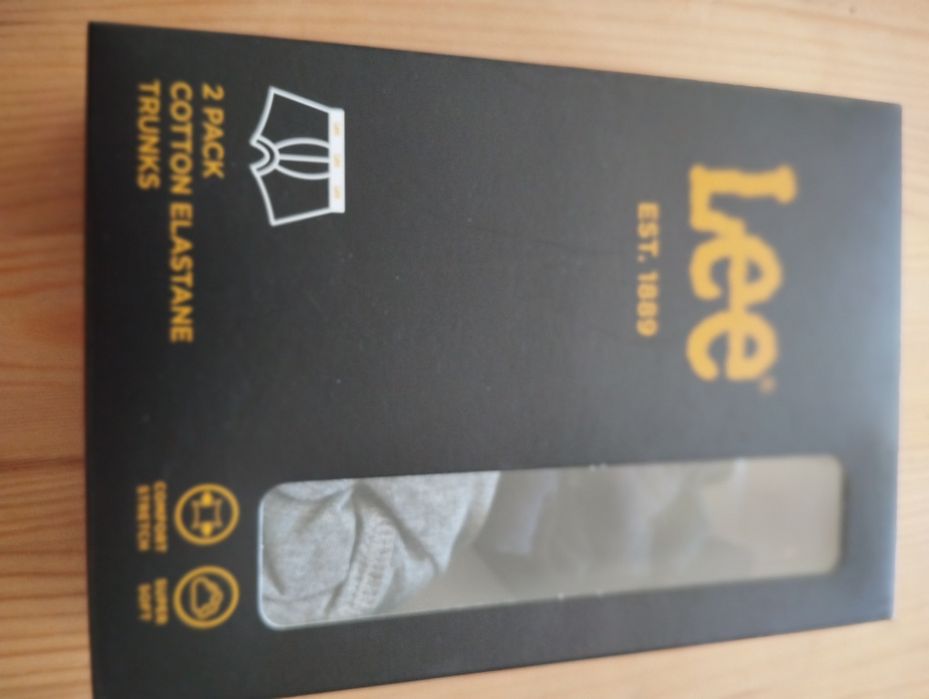 Lee®
EST. 1889
2 PACK
COTTON ELASTANE
TRUNKS
COMFORT
STRETCH
SUPER
SOFT